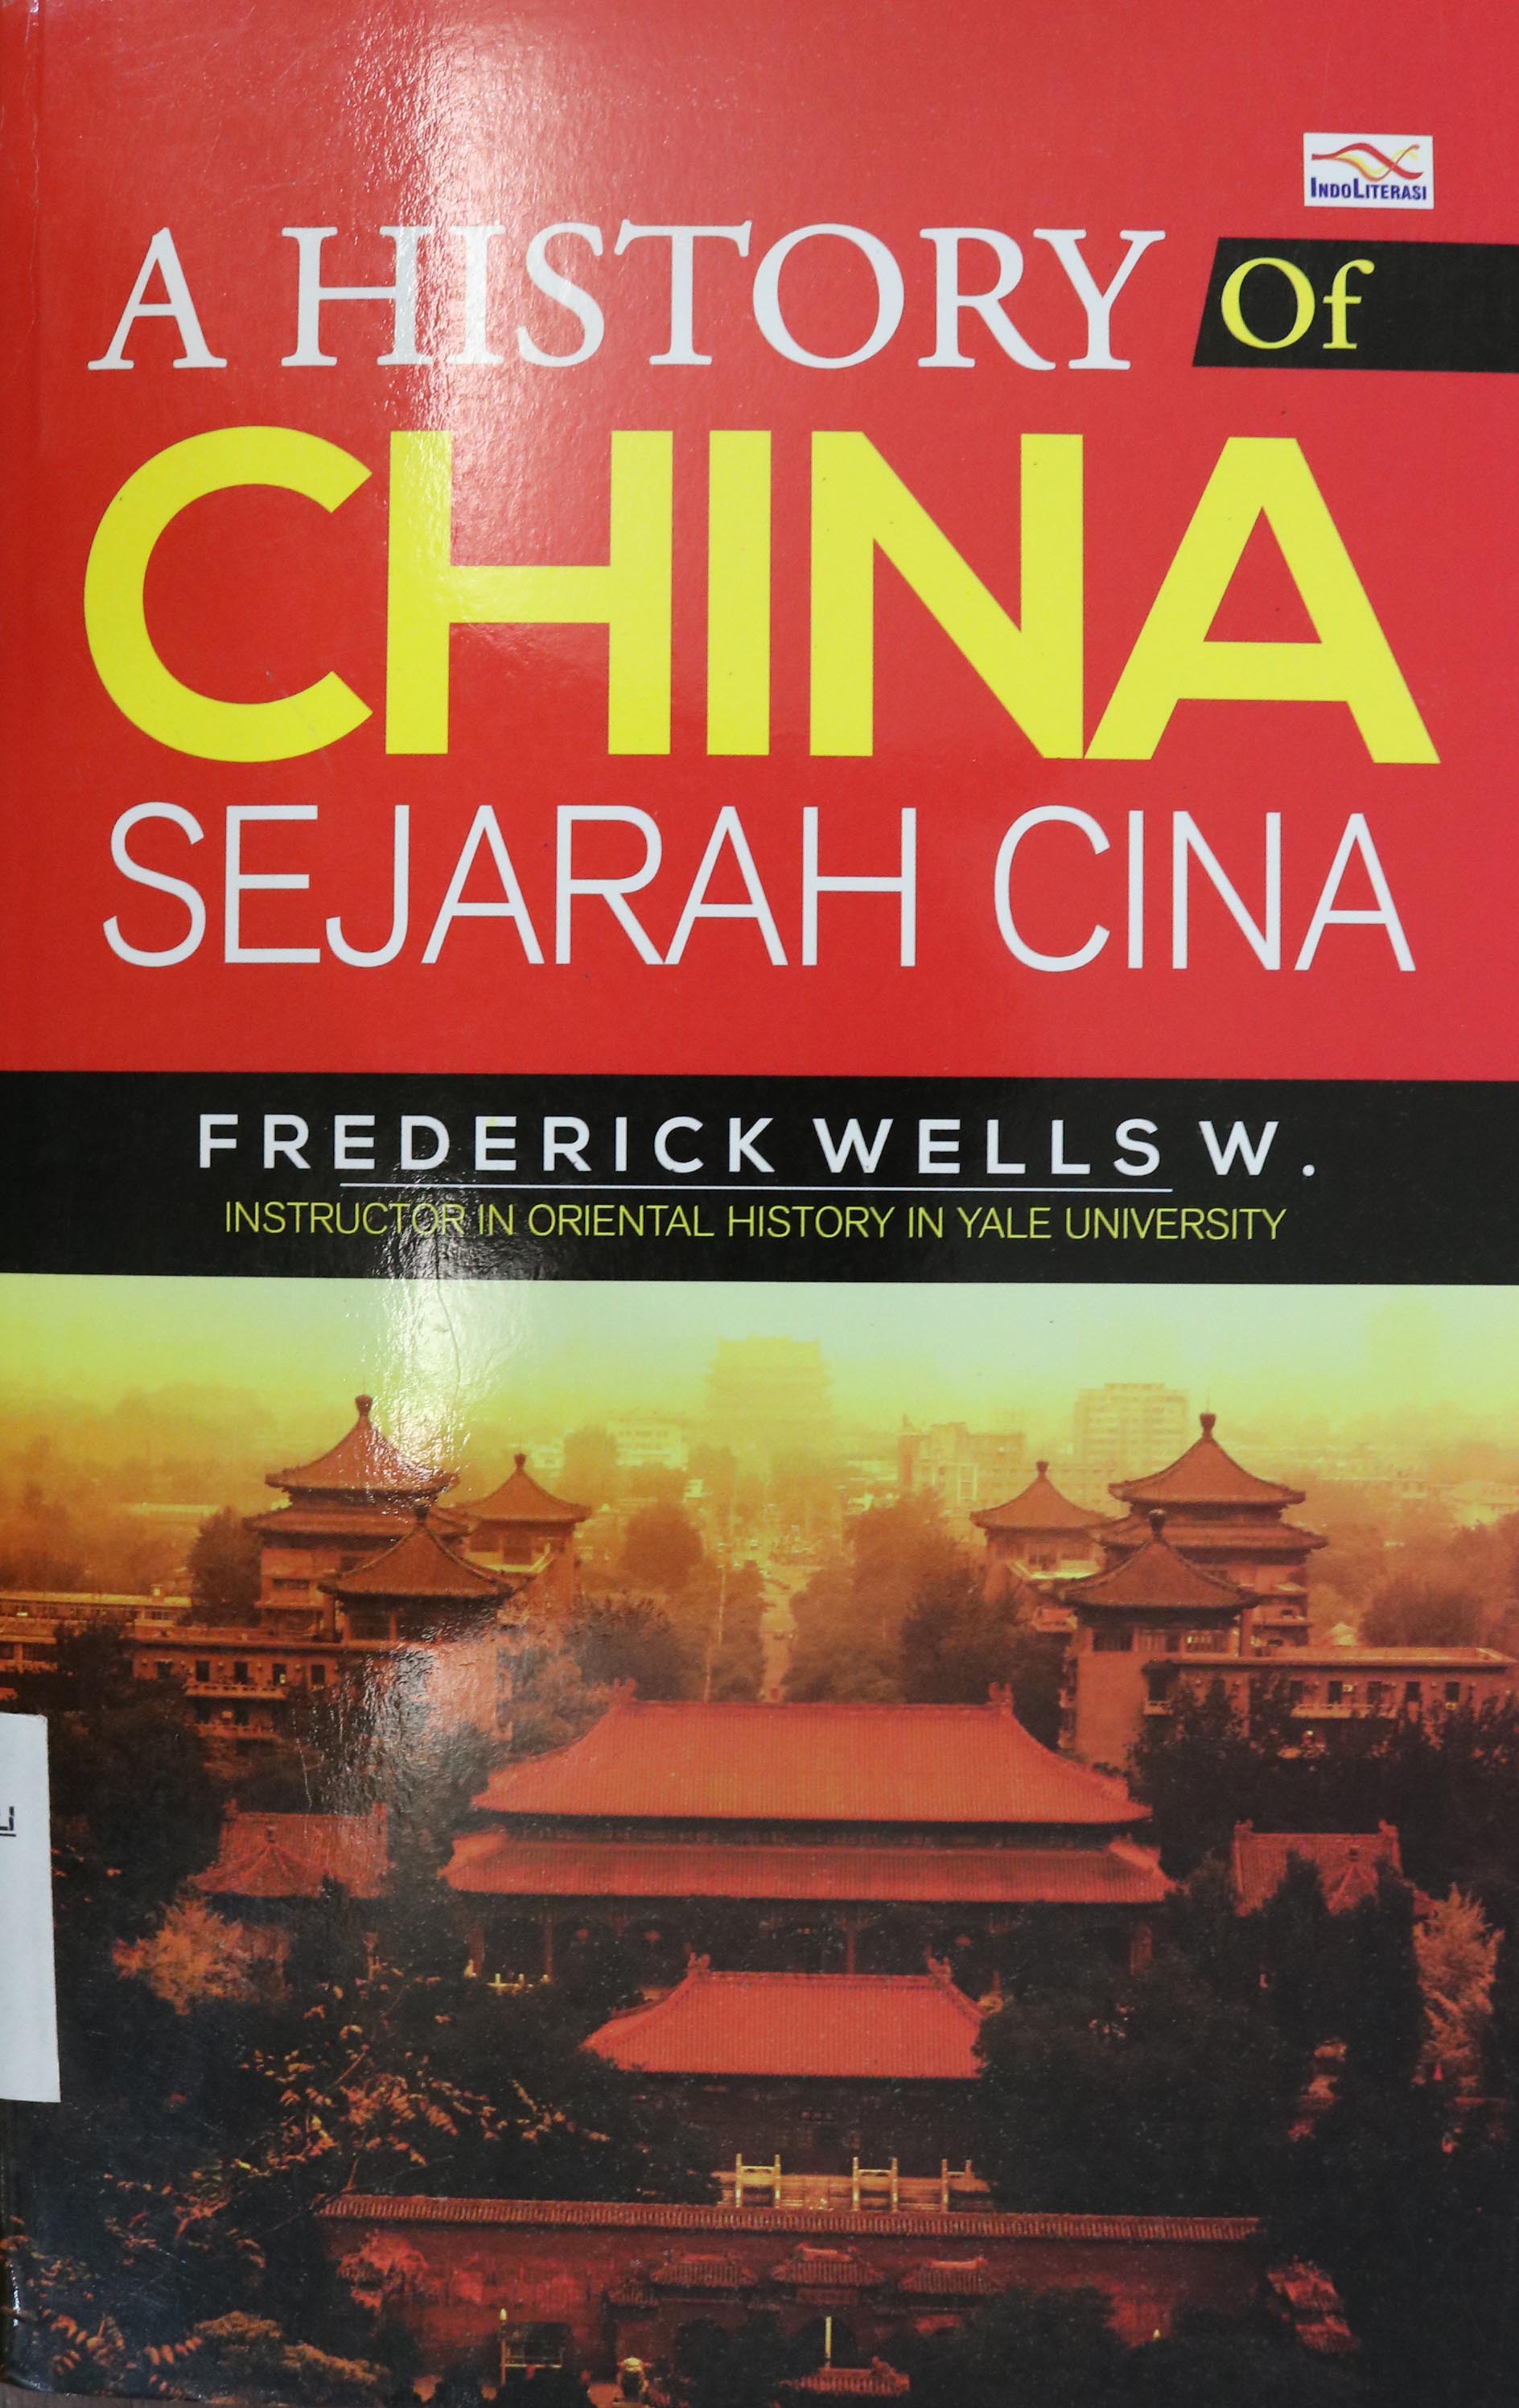 INDOLITERASI
A HISTORY Of
CHINA
SEJARAH CINA
FREDERICK WELLS W.
INSTRUCTOR IN ORIENTAL HISTORY IN YALE UNIVERSITY